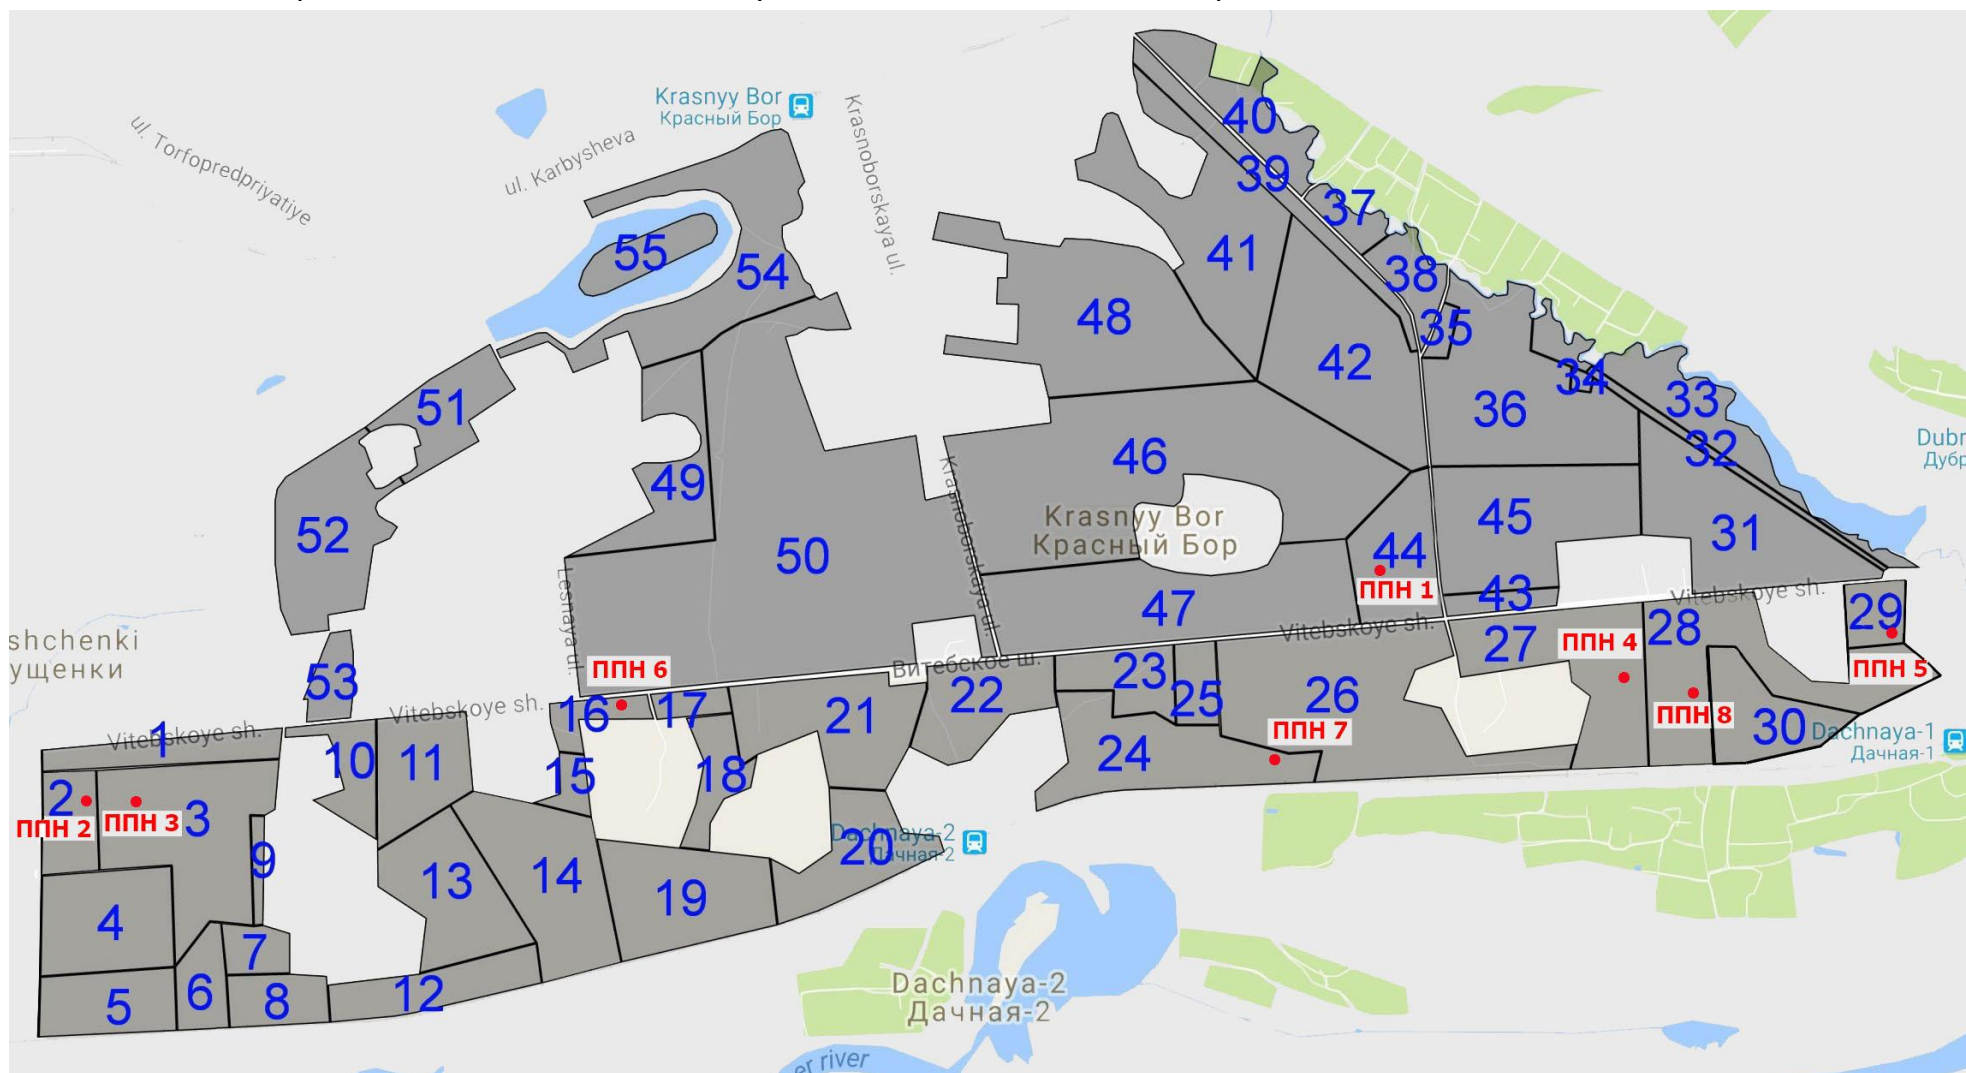 Krasnyy Bor
Красный Бор
ul. Torfopredpriyatiye
ul. Karbysheva
Krasnoborskaya ul.
40
39
37
55
54
41
38
48
35
42
34
51
36
33
32
Dubr
Дубр
46
49
52
Krasnoborskaya ul.
Krasnyy Bor
Красный Бор
45
31
50
44
ППН 1
Lesnaya ul.
43
47
Vitebskoye sh.
Vitebskoye sh.
29
28
27
ППН 4
shchenki
ущенки
53
ППН 6
Витебское ш.
23
ППН 5
22
25
26
16
17
21
Vitebskoye sh.
ППН 8
ППН 7
30
Dachnaya-1
Дачная-1
1
Vitebskoye sh.
10
11
15
18
24
2
ППН 2
ППН 3
3
9
Dachnaya-2
Дачная-2
20
13
14
19
4
7
12
5
6
8
Dachnaya-2
Дачная-2
river